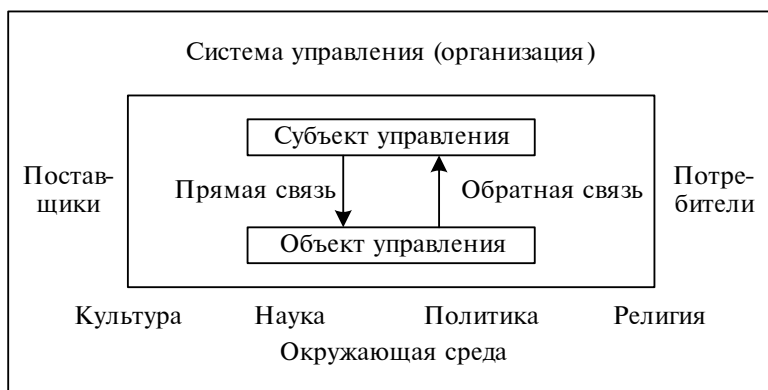 Система управления (организация)
Субъект управления
Постав-
щики
Прямая связь
Обратная связь
Потре-
бители
Объект управления
Культура Наука Политика Религия
Окружающая среда